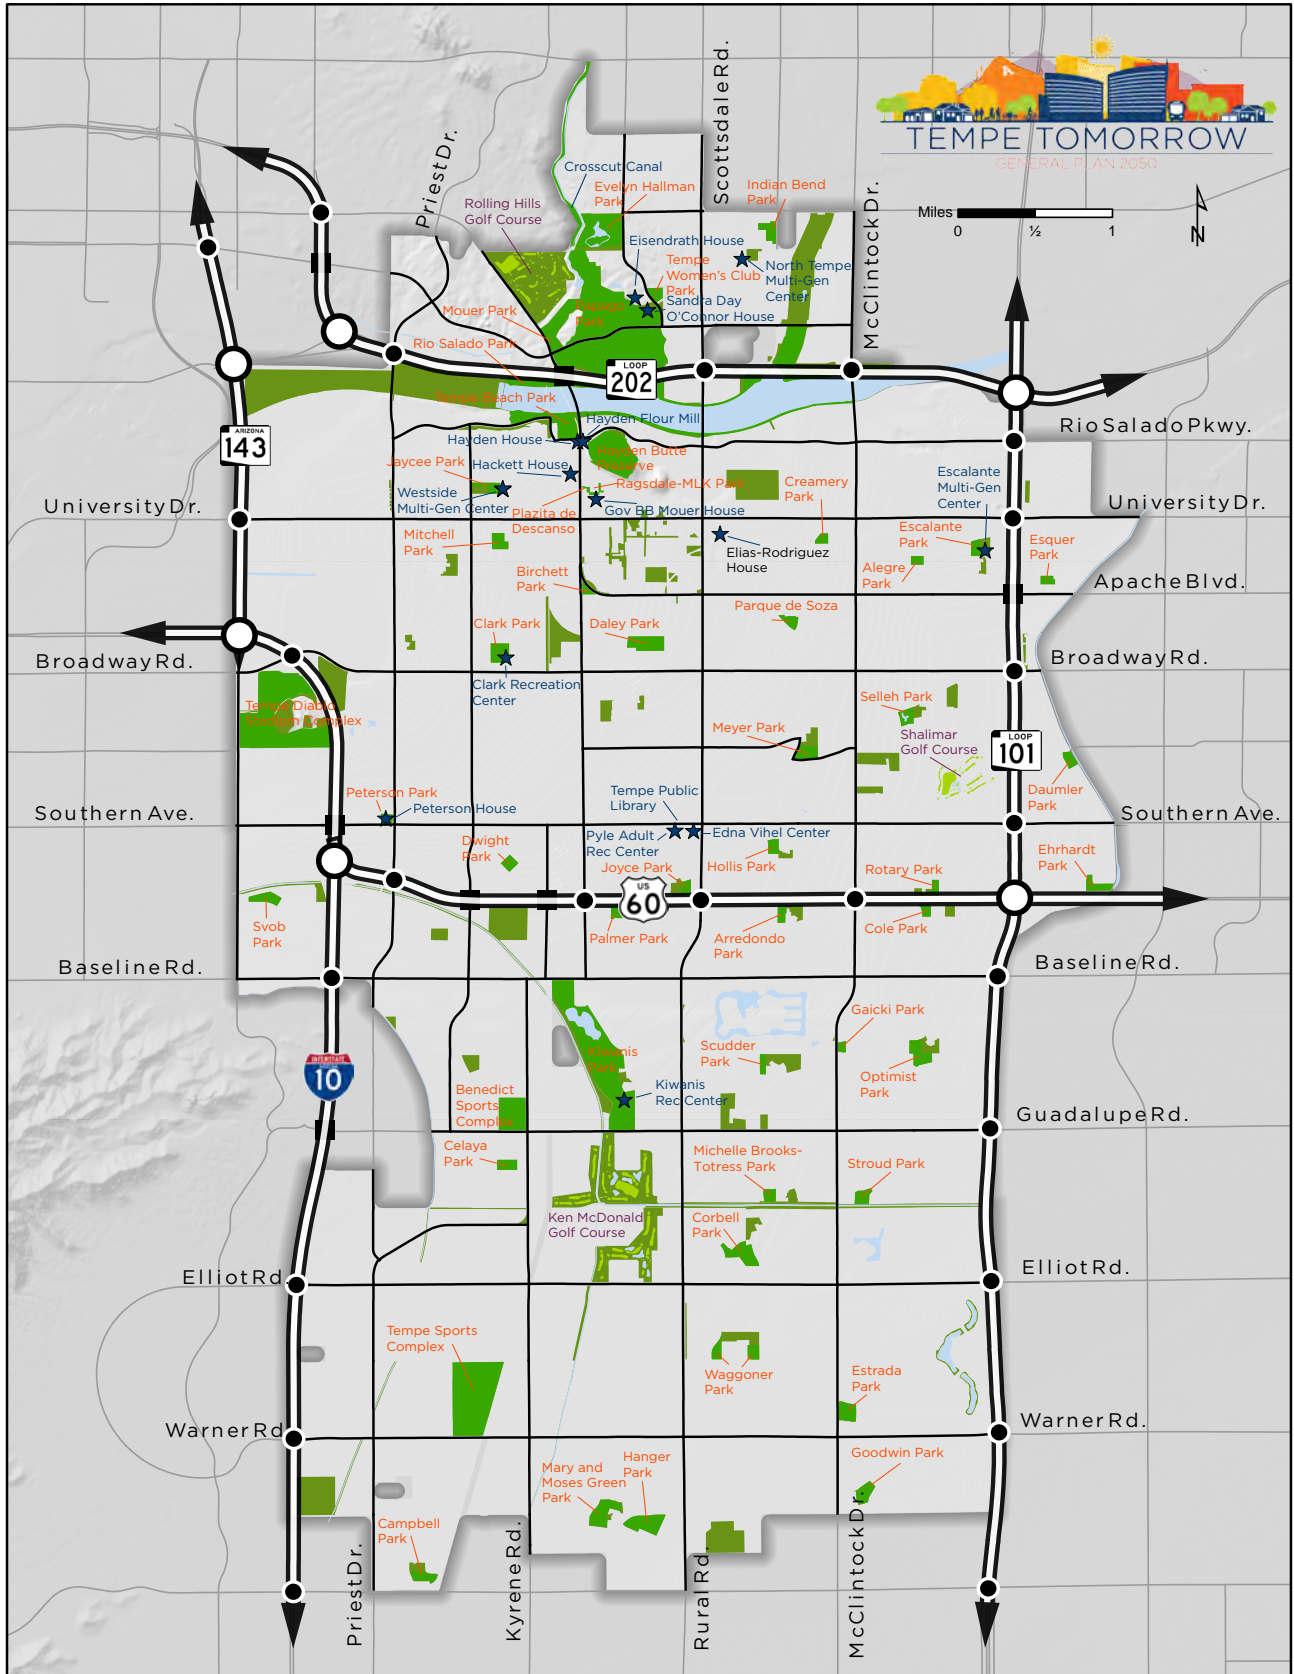 Scottsdale Rd.
TEMPE TOMORROW
GENERAL PLAN 2050
Priest Dr.
Crosscut Canal
Evelyn Hallman
Park
Indian Bend
Park
McClintock Dr.
Rolling Hills
Golf Course
Miles
0
½
1
N
Eisendrath House
Tempe
Women's Club
Park
North Tempe
Multi-Gen
Center
Sandra Day
O'Connor House
Papago
Park
Mouer Park
Rio Salado Park
LOOP
202
Tempe Beach Park
Hayden Flour Mill
Rio Salado Pkwy.
ARIZONA
143
Hayden House
Hayden Butte
Preserve
Jaycee Park
Hackett House
Escalante
Multi-Gen
Center
Ragsdale-MLK Park
Creamery
Park
Westside
Multi-Gen Center
Plazita de
Descanso
Gov BB Mouer House
University Dr.
University Dr.
Mitchell
Park
Elias-Rodriguez
House
Escalante
Park
Esquer
Park
Birchett
Park
Alegre
Park
Apache Blvd.
Clark Park
Daley Park
Parque de Soza
Broadway Rd.
Broadway Rd.
Clark Recreation
Center
Tempe Diablo
Stadium Complex
Selleh Park
Meyer Park
Shalimar
Golf Course
LOOP
101
Daumler
Park
Peterson Park
Peterson House
Tempe Public
Library
Southern Ave.
Southern Ave.
Dwight
Park
Pyle Adult
Rec Center
Edna Vihel Center
Hollis Park
Ehrhardt
Park
Joyce Park
Rotary Park
US
60
Svob
Park
Palmer Park
Arredondo
Park
Cole Park
Baseline Rd.
Baseline Rd.
Gaicki Park
Kiwanis
Park
Scudder
Park
Optimist
Park
INTERSTATE
10
Benedict
Sports
Complex
Kiwanis
Rec Center
Guadalupe Rd.
Celaya
Park
Michelle Brooks-
Totress Park
Stroud Park
Ken McDonald
Golf Course
Corbell
Park
Elliot Rd.
Elliot Rd.
Tempe Sports
Complex
Waggoner
Park
Estrada
Park
Warner Rd.
Warner Rd.
Goodwin Park
Mary and
Moses Green
Park
Hanger
Park
Campbell
Park
Priest Dr.
Kyrene Rd.
Rural Rd.
McClintock Dr.